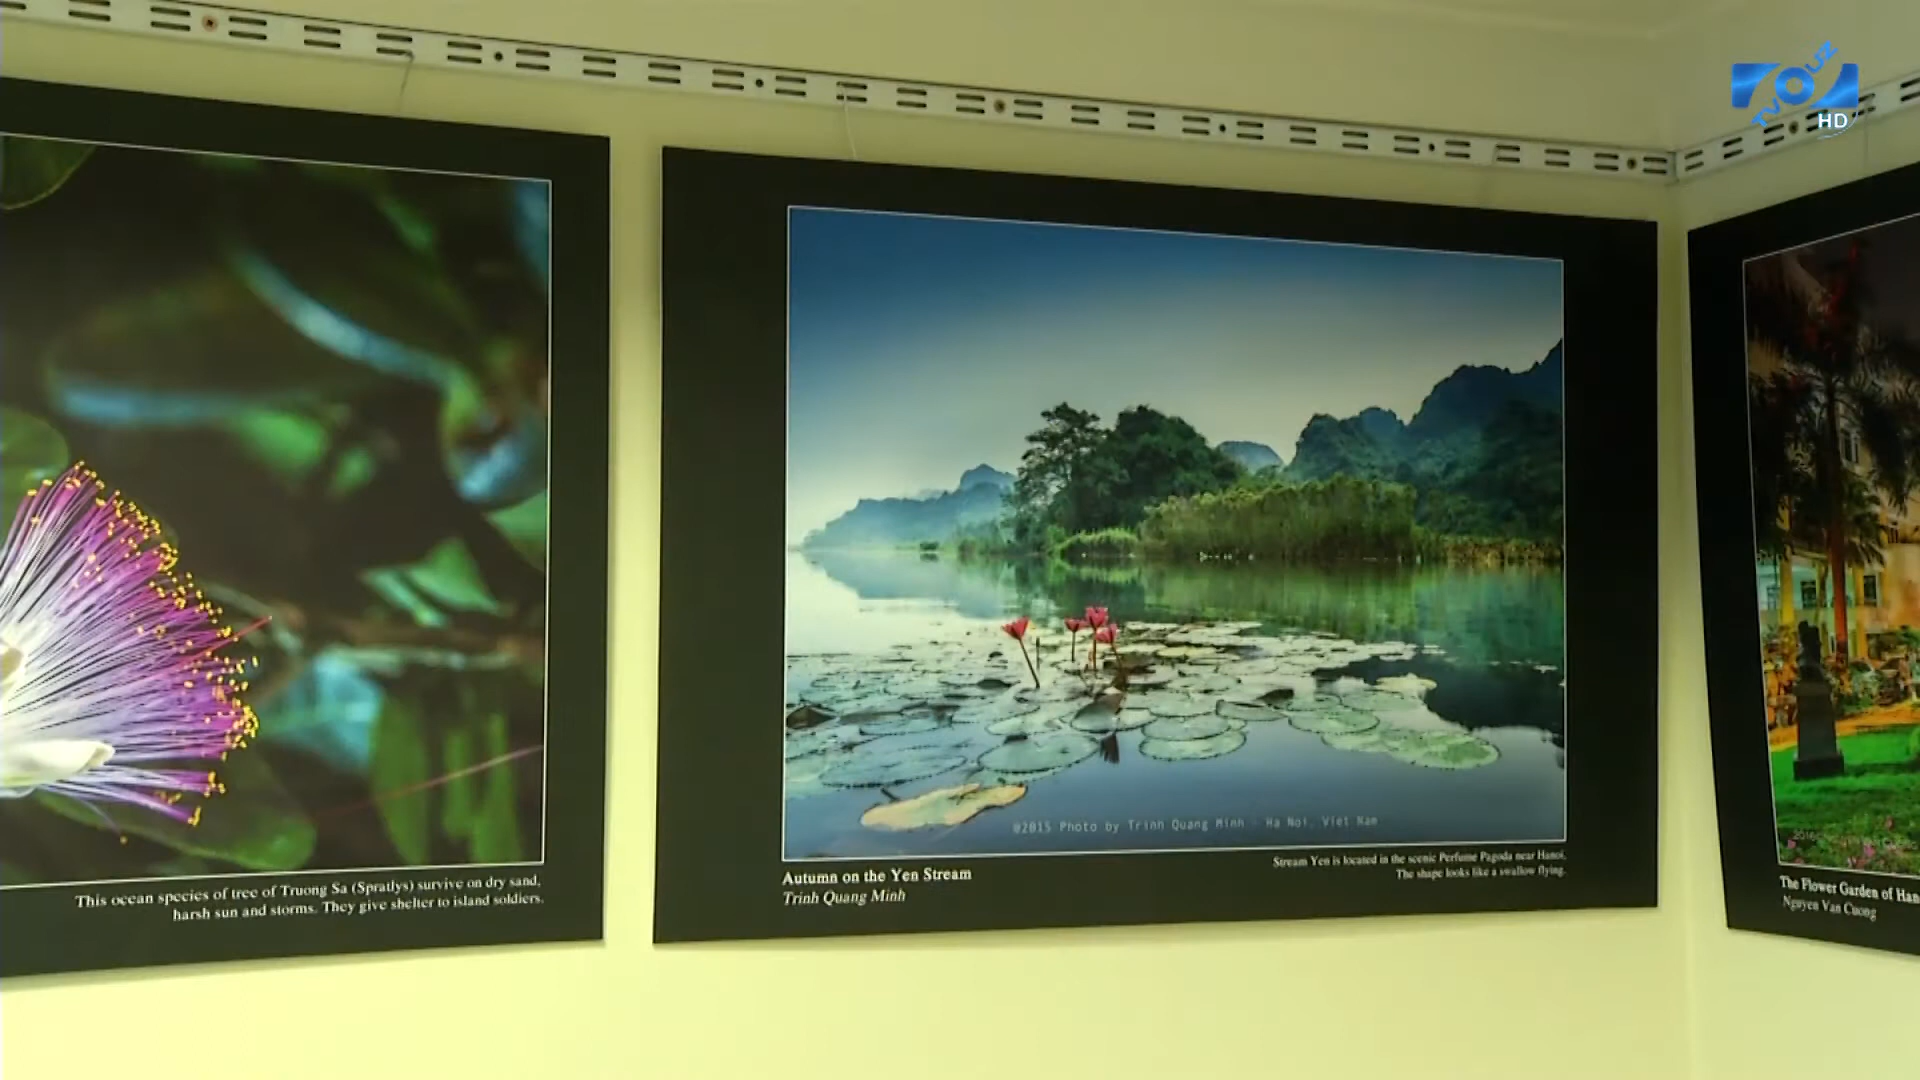 TVO UZ
HD
This ocean species of tree of Truong Sa (Spratlys) survive on dry sand,
harsh sun and storms. They give shelter to island soldiers.
@2015 Photo by Trinh Quang Minh - Ha Noi, Viet Nam
Autumn on the Yen Stream
Trinh Quang Minh
Stream Yen is located in the scenic Perfume Pagoda near Hanoi,
The shape looks like a swallow flying.
The Flower Garden of Han
Nguyen Van Cuong